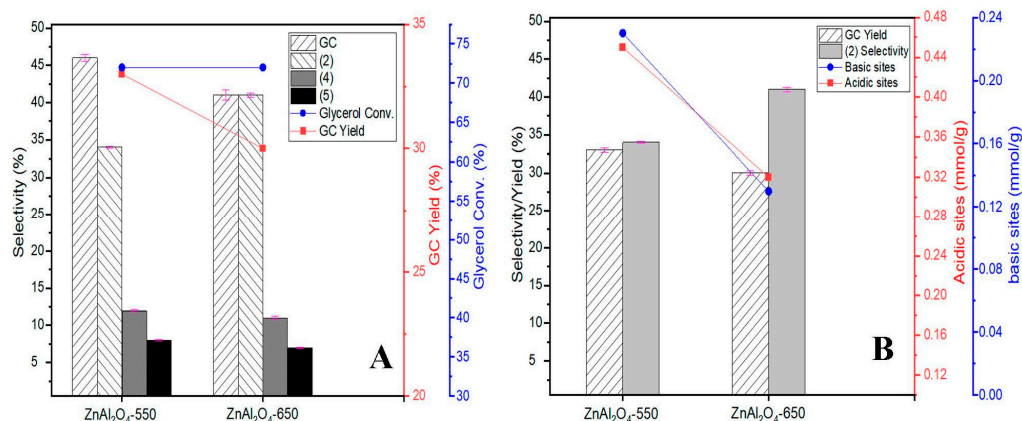 50
45
40
35
30
25
20
15
10
5
Selectivity (%)
GC
(2)
(4)
(5)
Glycerol Conv.
GC Yield
A
ZnAl2O4-550
ZnAl2O4-650
35
30
25
20
GC Yield (%)
75
70
65
60
55
50
45
40
35
30
Glycerol Conv. (%)
50
45
40
35
30
25
20
15
10
5
Selectivity/Yield (%)
GC Yield
(2) Selectivity
Basic sites
Acidic sites
B
ZnAl2O4-550
ZnAl2O4-650
0.48
0.44
0.40
0.36
0.32
0.28
0.24
0.20
0.16
0.12
Acidic sites (mmol/g)
0.24
0.20
0.16
0.12
0.08
0.04
0.00
basic sites (mmol/g)